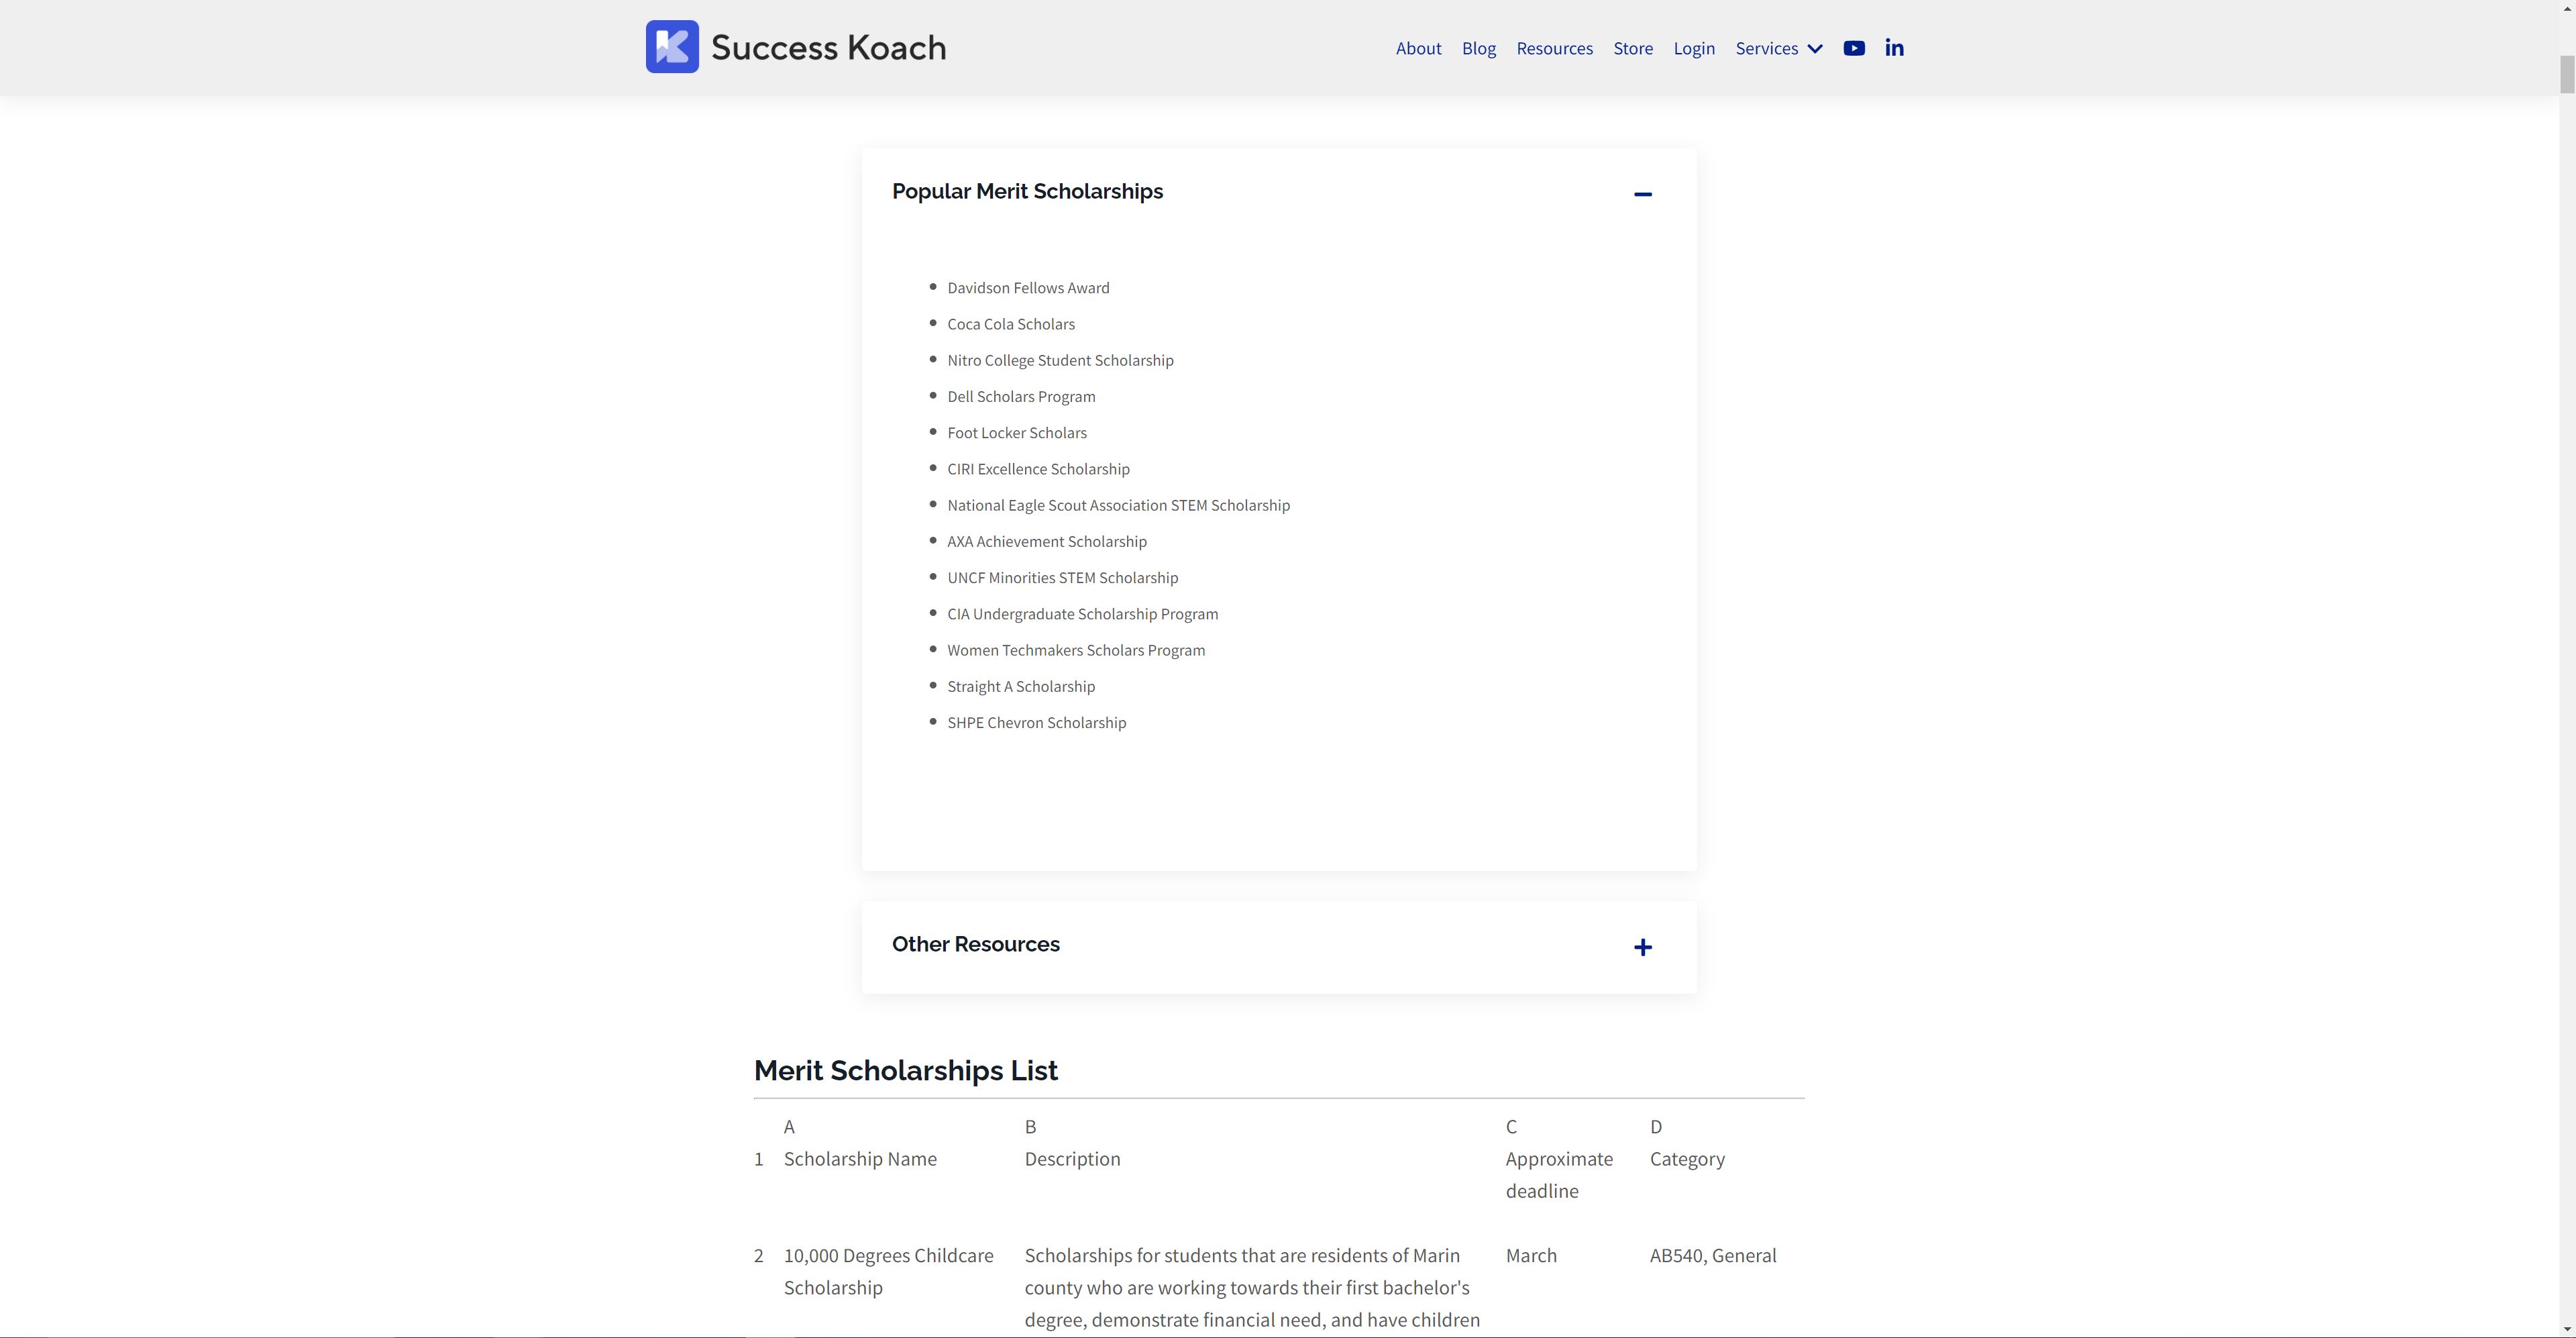 Success Koach
About Blog Resources Store Login Services
Popular Merit Scholarships
Davidson Fellows Award
Coca Cola Scholars
Nitro College Student Scholarship
Dell Scholars Program
Foot Locker Scholars
CIRI Excellence Scholarship
National Eagle Scout Association STEM Scholarship
AXA Achievement Scholarship
UNCF Minorities STEM Scholarship
CIA Undergraduate Scholarship Program
Women Techmakers Scholars Program
Straight A Scholarship
SHPE Chevron Scholarship
Other Resources
Merit Scholarships List
A B C D
1 Scholarship Name Description Approximate Category
deadline
2 10,000 Degrees Childcare Scholarships for students that are residents of Marin March AB540, General
Scholarship county who are working towards their first bachelor's
degree, demonstrate financial need, and have children